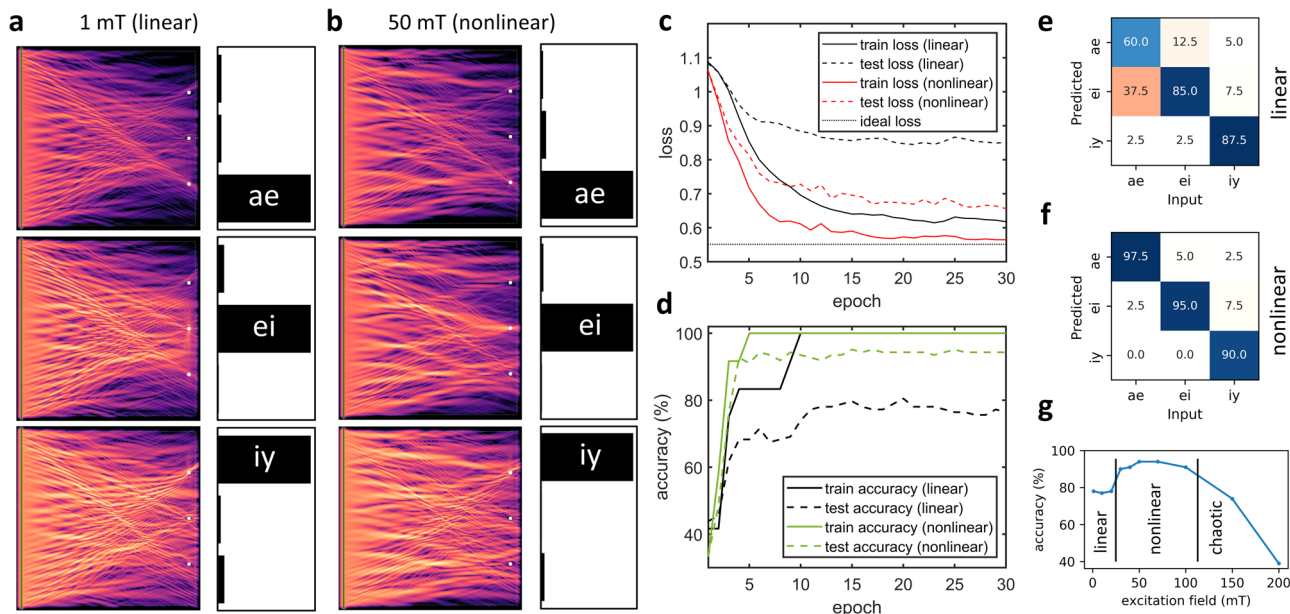 a 1 mT (linear)
ae
ei
iy
b 50 mT (nonlinear)
ae
ei
iy
c
1.1
1
0.9
0.8
0.7
0.6
0.5
loss
train loss (linear)
test loss (linear)
train loss (nonlinear)
test loss (nonlinear)
ideal loss
5 10 15 20 25 30
epoch
d
100
80
60
40
accuracy (%)
train accuracy (linear)
test accuracy (linear)
train accuracy (nonlinear)
test accuracy (nonlinear)
5 10 15 20 25 30
epoch
e
Predicted
ae 60.0 12.5 5.0
ei 37.5 85.0 7.5
iy 2.5 2.5 87.5
ae ei iy
Input
linear
f
Predicted
ae 97.5 5.0 2.5
ei 2.5 95.0 7.5
iy 0.0 0.0 90.0
ae ei iy
Input
nonlinear
g
100
80
60
40
accuracy (%)
linear
nonlinear
chaotic
0 50 100 150 200
excitation field (mT)